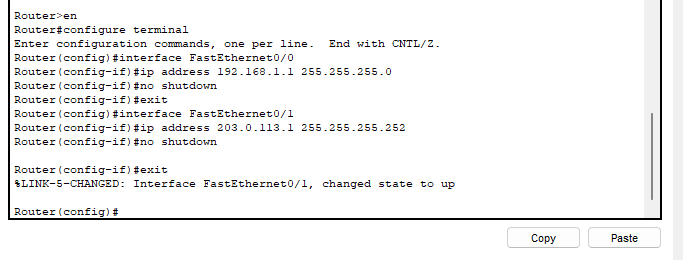 Router>en
Router#configure terminal
Enter configuration commands, one per line.  End with CNTL/Z.
Router(config)#interface FastEthernet0/0
Router(config-if)#ip address 192.168.1.1 255.255.255.0
Router(config-if)#no shutdown
Router(config-if)#exit
Router(config)#interface FastEthernet0/1
Router(config-if)#ip address 203.0.113.1 255.255.255.252
Router(config-if)#no shutdown
Router(config-if)#exit
%LINK-5-CHANGED: Interface FastEthernet0/1, changed state to up
Router(config)#
Copy Paste